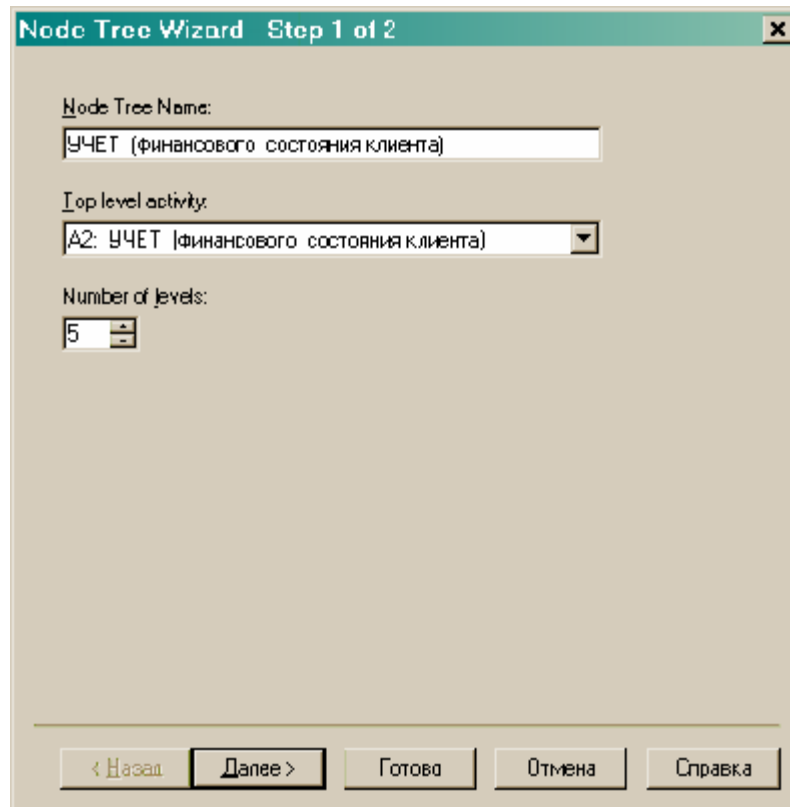 Node Tree Wizard Step 1 of 2
Node Tree Name:
УЧЕТ (финансового состояния клиента)
Top level activity:
A2: УЧЕТ (финансового состояния клиента)
Number of levels:
5
< Назад Далее > Готово Отмена Справка